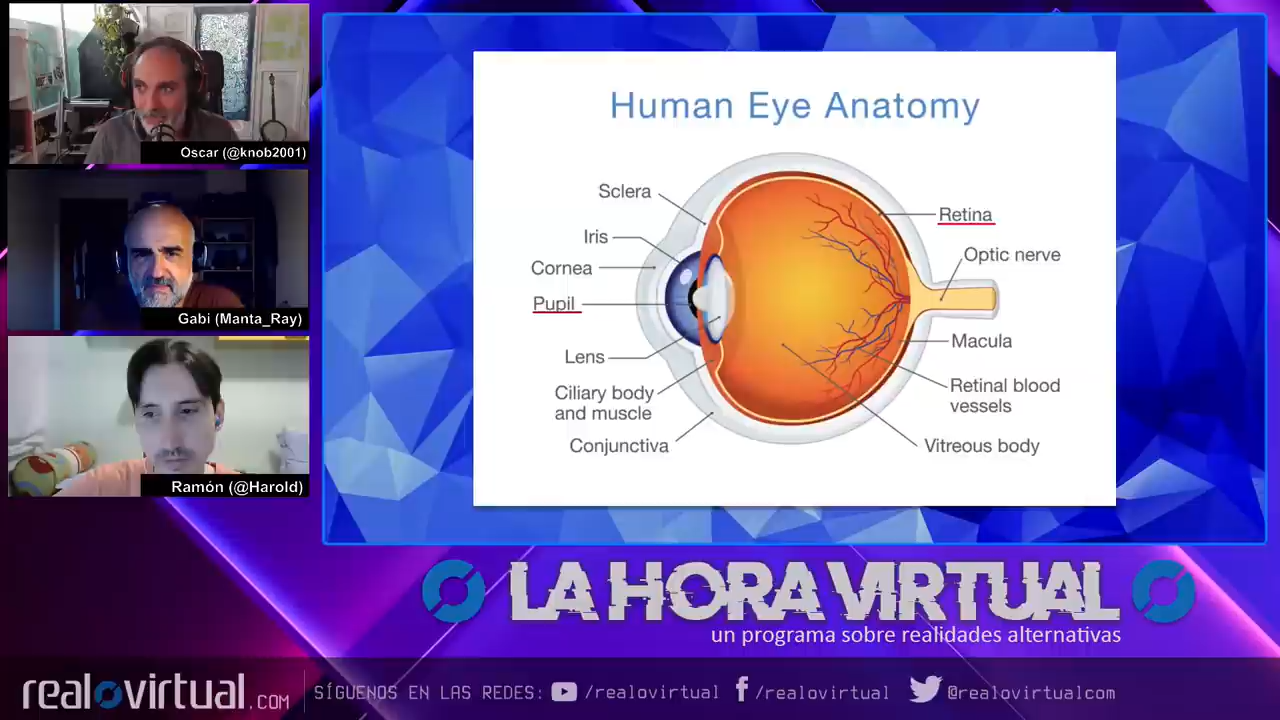 Oscar (@knob2001)
Gabi (Manta_Ray)
Ramón (@Harold)
Human Eye Anatomy
Sclera
Iris
Cornea
Pupil
Lens
Ciliary body
and muscle
Conjunctiva
Retina
Optic nerve
Macula
Retinal blood
vessels
Vitreous body
LA HORA VIRTUAL
un programa sobre realidades alternativas
realovirtual.com
SÍGUENOS EN LAS REDES: /realovirtual /realovirtual @realovirtualcom